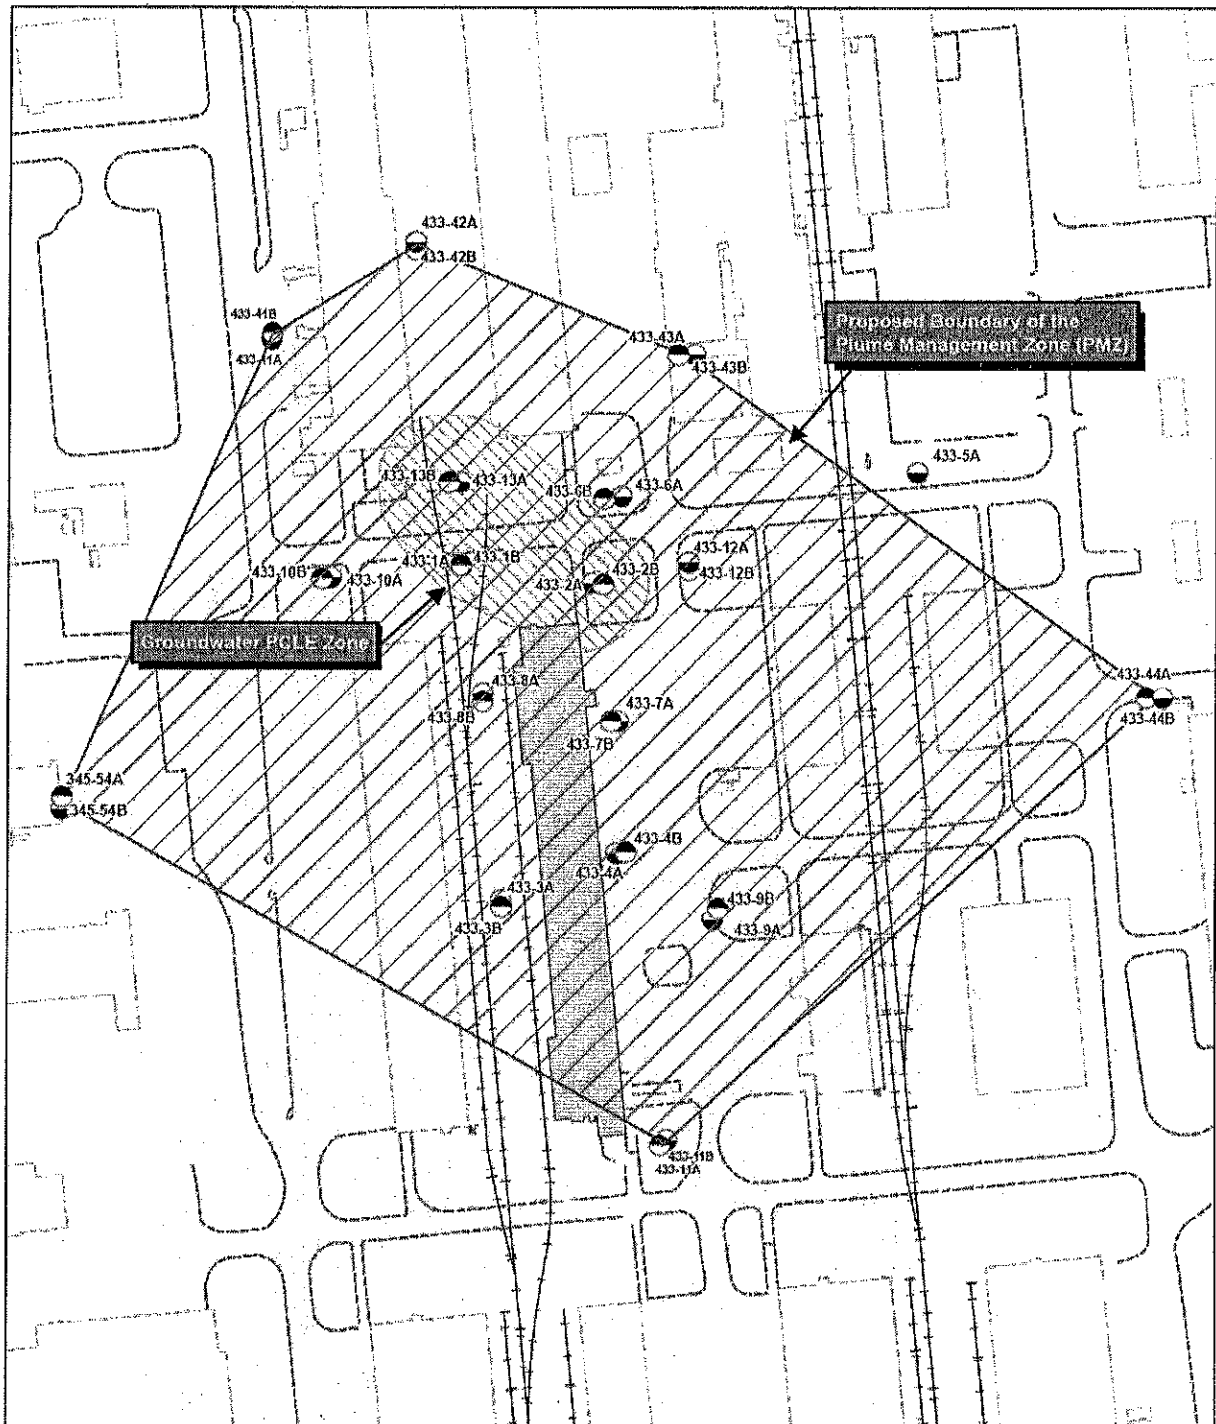 433-42A
433-42B
433-41B
433-11A
433-43A
433-43B
Proposed Boundary of the
Plume Management Zone (PMZ)
433-5A
433-13B
433-13A
433-6B
433-6A
433-1A
433-1B
433-12A
433-12B
433-10B
433-10A
433-2A
433-2B
Groundwater PCLE Zone
433-8A
433-8B
433-7A
433-7B
433-44A
433-44B
345-54A
345-54B
433-4B
433-4A
433-3A
433-3B
433-9B
433-9A
433-11B
433-11A